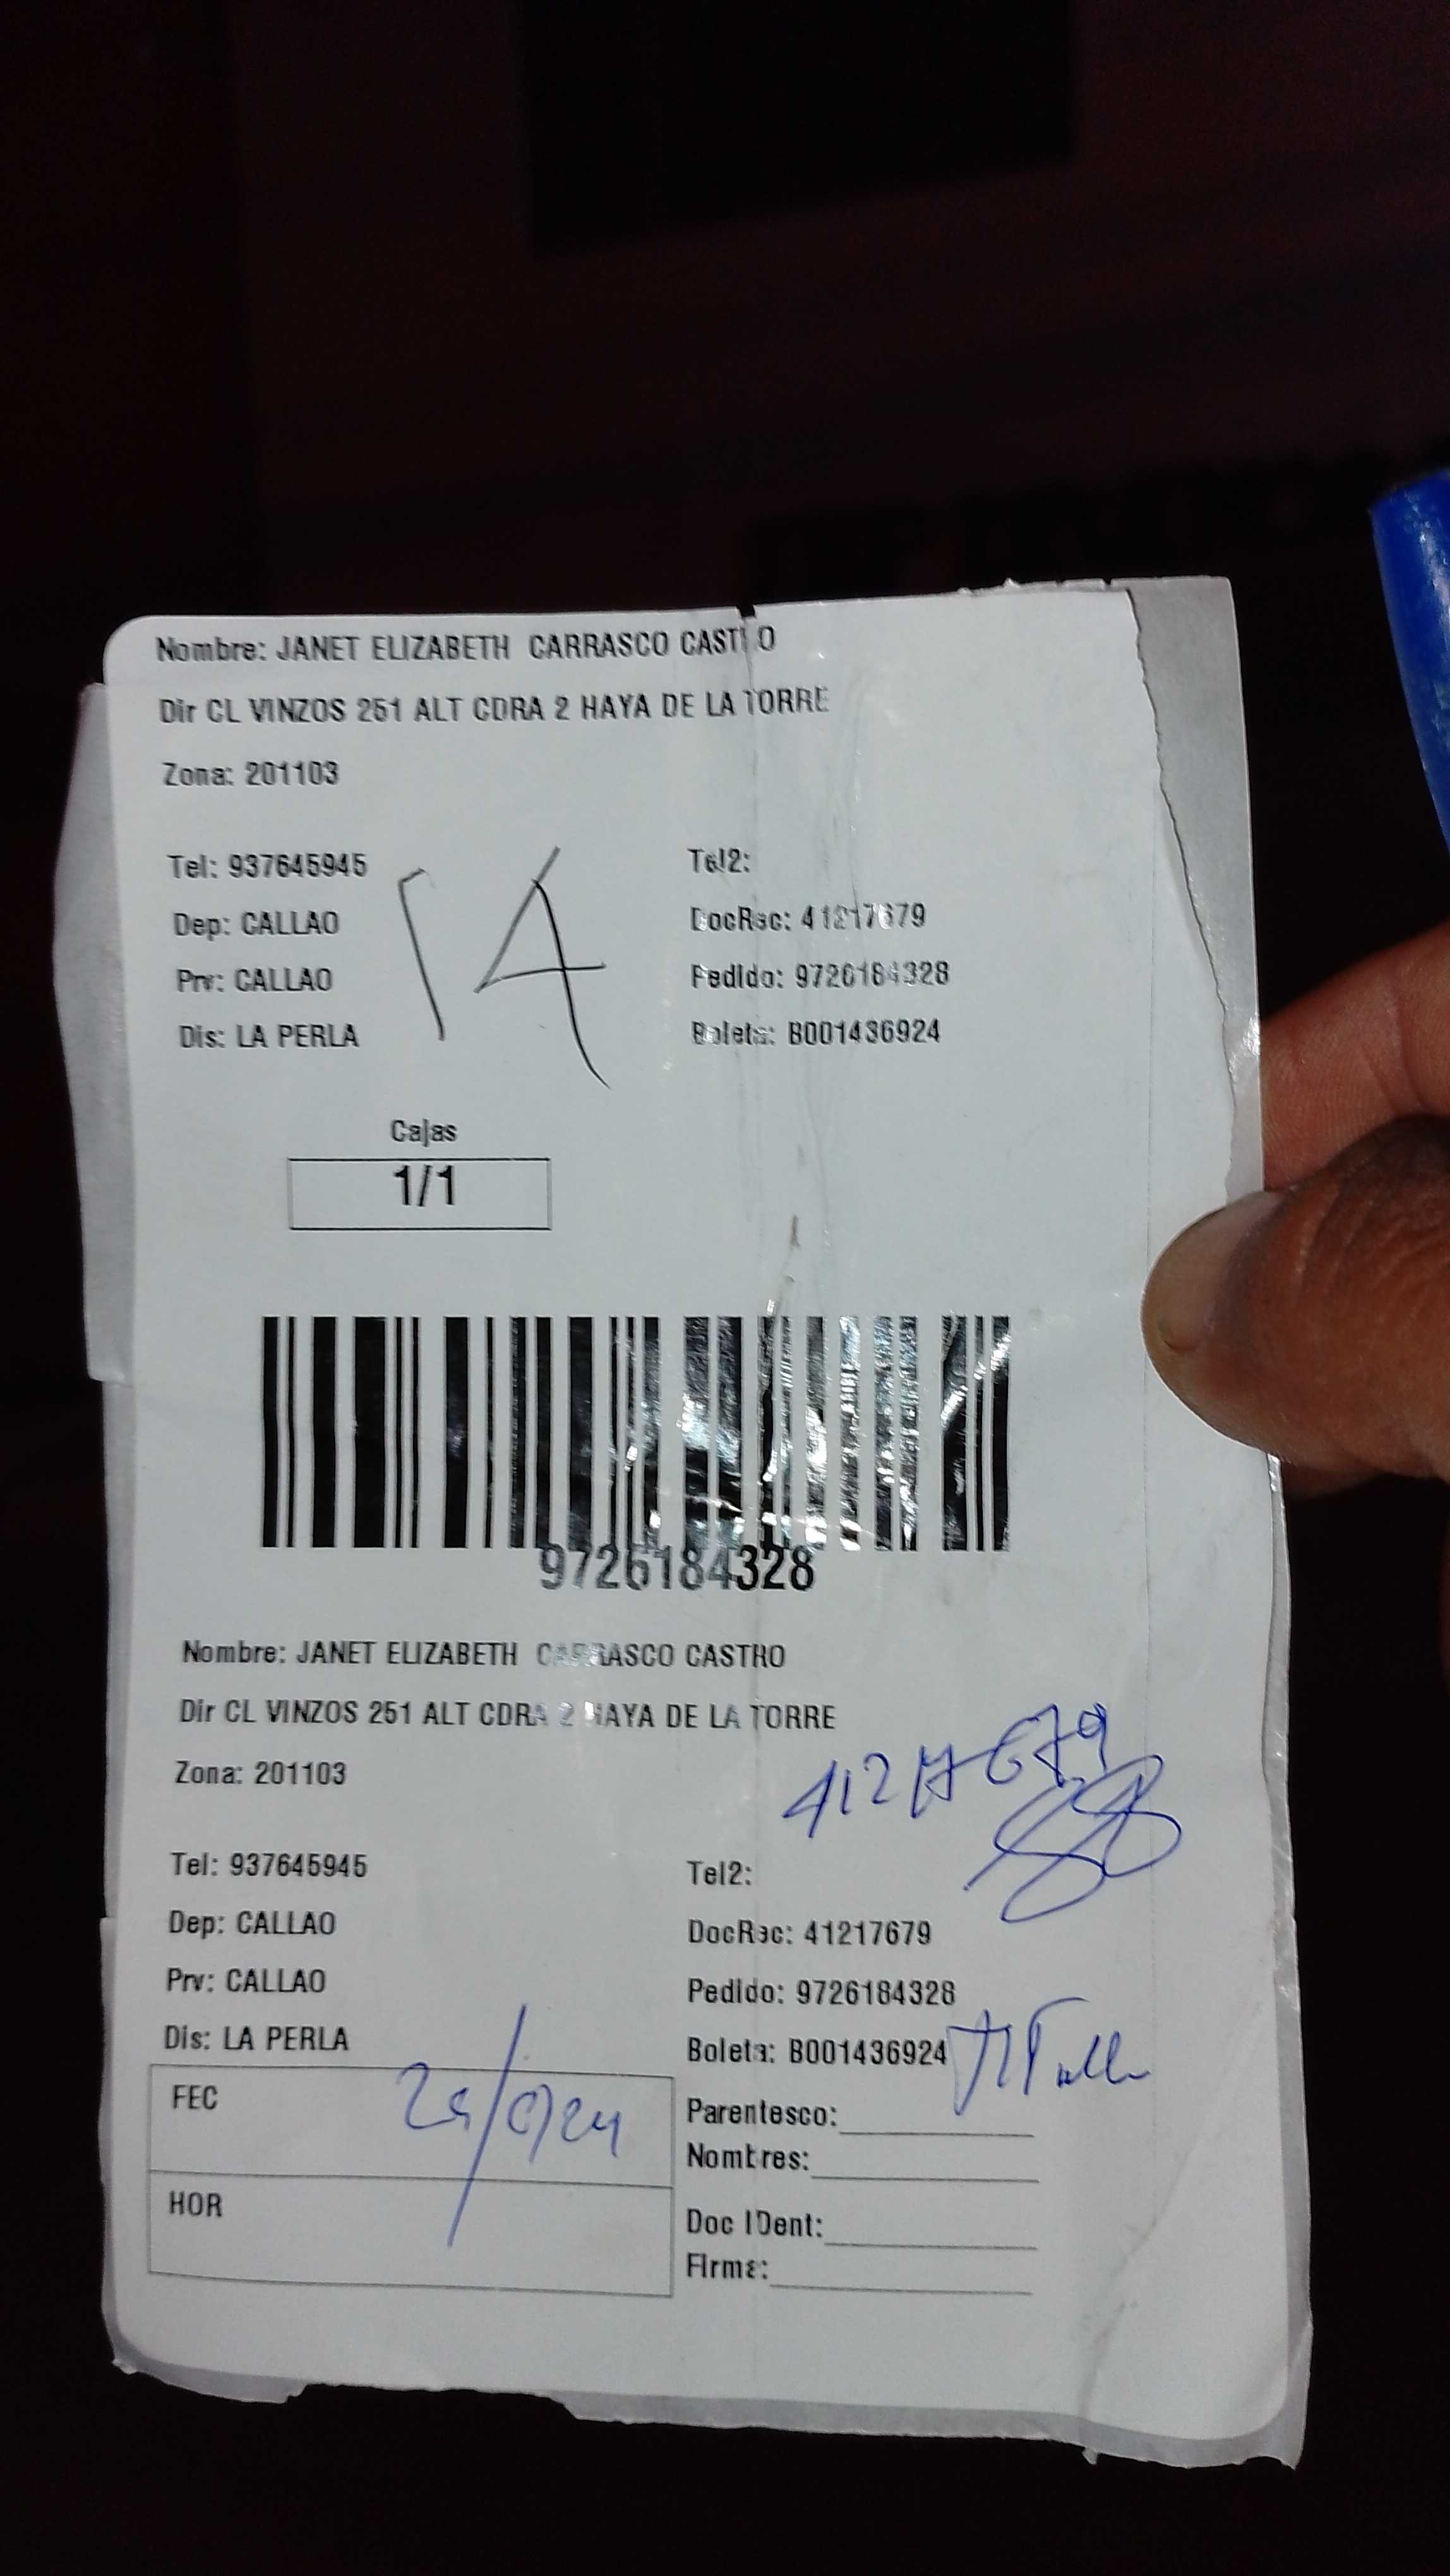 Nombre: JANET ELIZABETH CARRASCO CASTRO
Dir CL VINZOS 251 ALT CDRA 2 HAYA DE LA TORRE
Zona: 201103
Tel: 937645945
Tel2:
Dep: CALLAO
DocRec: 41217679
Prv: CALLAO
Pedido: 9726184328
Dis: LA PERLA
Boleta: B001436924
14
Cajas
1/1
9726184328
Nombre: JANET ELIZABETH CARRASCO CASTRO
Dir CL VINZOS 251 ALT CDRA 2 HAYA DE LA TORRE
41217679
Zona: 201103
Tel: 937645945
Tel2:
Dep: CALLAO
DocRec: 41217679
Prv: CALLAO
Pedido: 9726184328
Dis: LA PERLA
Boleta: B001436924
FEC
Parentesco:
Nombres:
HOR
Doc IDent:
Firma: